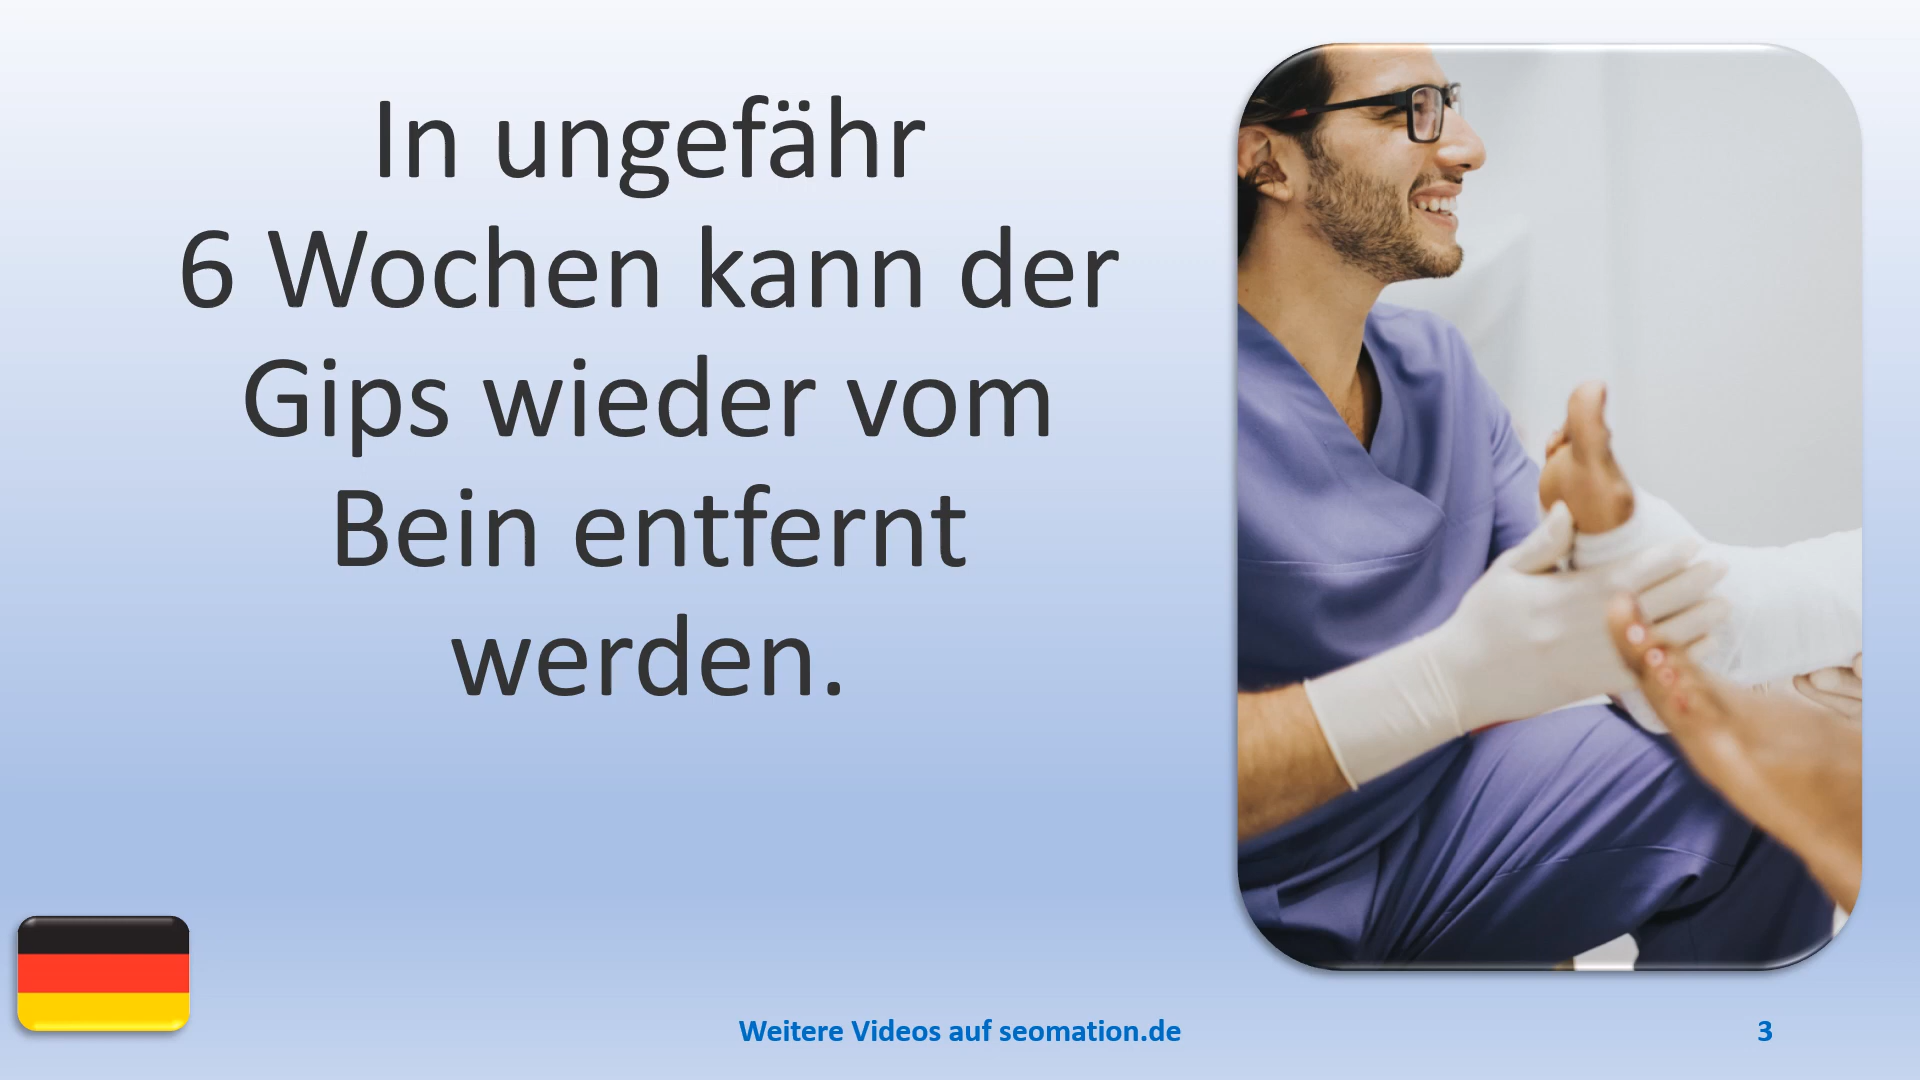 In ungefähr
6 Wochen kann der
Gips wieder vom
Bein entfernt
werden.
Weitere Videos auf seomation.de
3